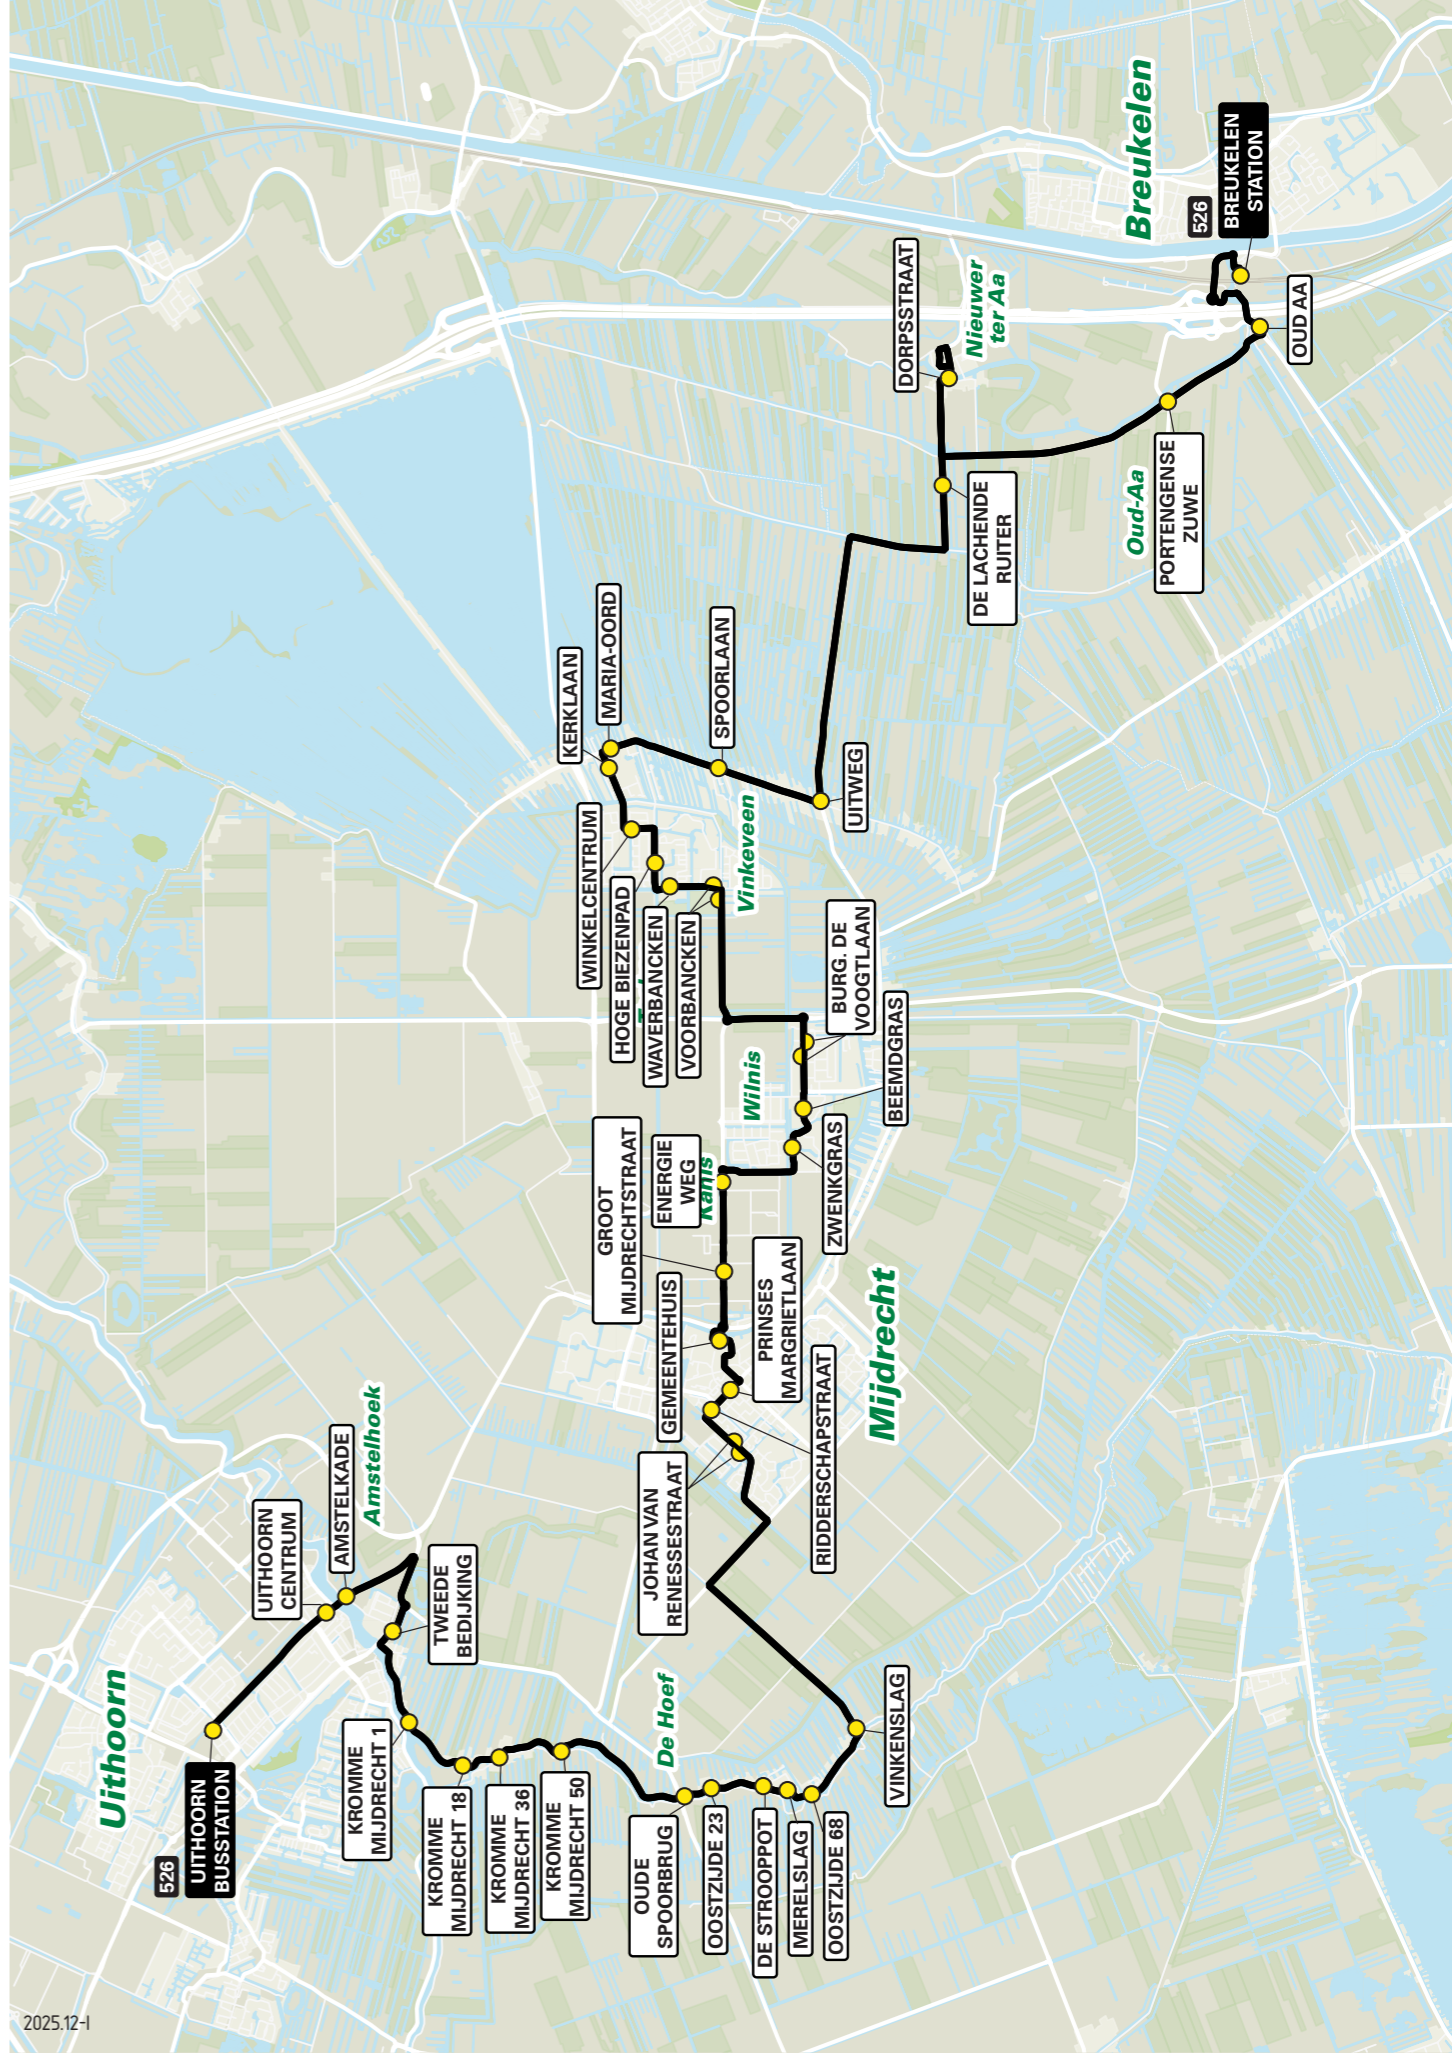 2025.12-I
Uithoorn
526
UITHOORN
BUSSTATION
UITHOORN
CENTRUM
AMSTELKADE
Amstelhoek
TWEEDE
BEDIJKING
KROMME
MIJDRECHT 1
KROMME
MIJDRECHT 18
KROMME
MIJDRECHT 36
KROMME
MIJDRECHT 50
De Hoef
OUDE
SPOORBRUG
OOSTZIJDE 23
DE STROOPPOT
MERELSLAG
OOSTZIJDE 68
VINKENSLAG
JOHAN VAN
RENESSESTRAAT
RIDDERSCHAPSTRAAT
PRINSES
MARGRIETLAAN
GEMEENTEHUIS
Mijdrecht
GROOT
MIJDRECHTSTRAAT
ENERGIE
WEG
Kanis
ZWENKGRAS
Wilnis
BEEMDGRAS
BURG. DE
VOOGTLAAN
VOORBANCKEN
WAVERBANCKEN
HOGE BIEZENPAD
WINKELCENTRUM
Vinkeveen
KERKLAAN
MARIA-OORD
SPOORLAAN
UITWEG
DE LACHENDE
RUITER
DORPSSTRAAT
Nieuwer
ter Aa
Oud-Aa
PORTENGENSE
ZUWE
OUD AA
Breukelen
526
BREUKELEN
STATION